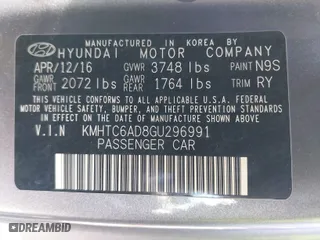 MANUFACTURED IN KOREA BY
HYUNDAI MOTOR COMPANY
APR/12/16 GVWR 3748 lbs PAINT N9S
GAWR FRONT 2072 lbs GAWR REAR 1764 lbs TRIM RY
THIS VEHICLE CONFORMS TO ALL APPLICABLE FEDERAL
MOTOR VEHICLE SAFETY, BUMPER, AND THEFT PREVENTION
STANDARDS IN EFFECT ON THE DATE OF MANUFACTURE
SHOWN ABOVE.
V.I.N KMHTC6AD8GU296991
PASSENGER CAR